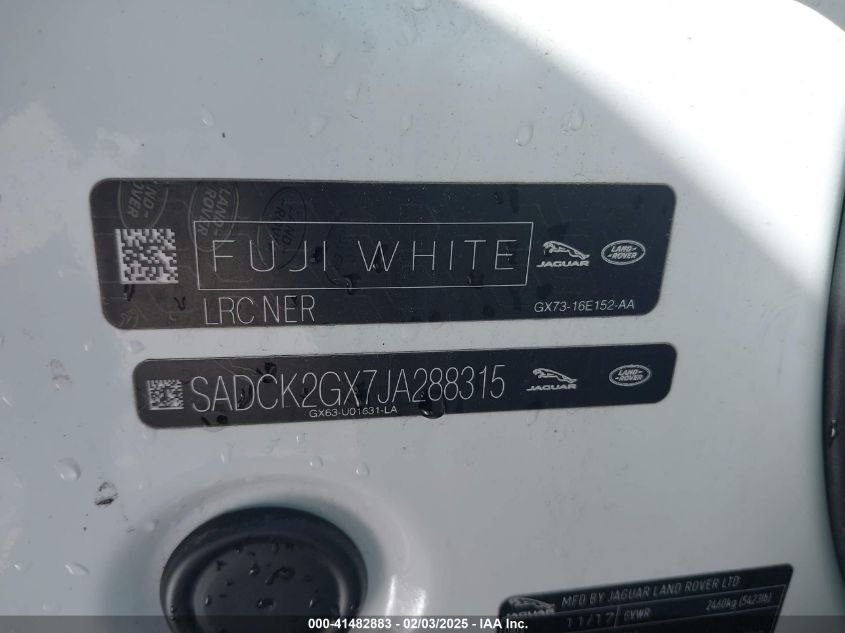 FUJI WHITE
JAGUAR
LAND-
ROVER
LRC NER
GX73-16E152-AA
SADCK2GX7JA288315
GX63-U01631-LA
JAGUAR
LAND-
ROVER
MFD BY JAGUAR LAND ROVER LTD
11/17 GVWR 2460kg (5423lb)
000-41482883 - 02/03/2025 - IAA Inc.